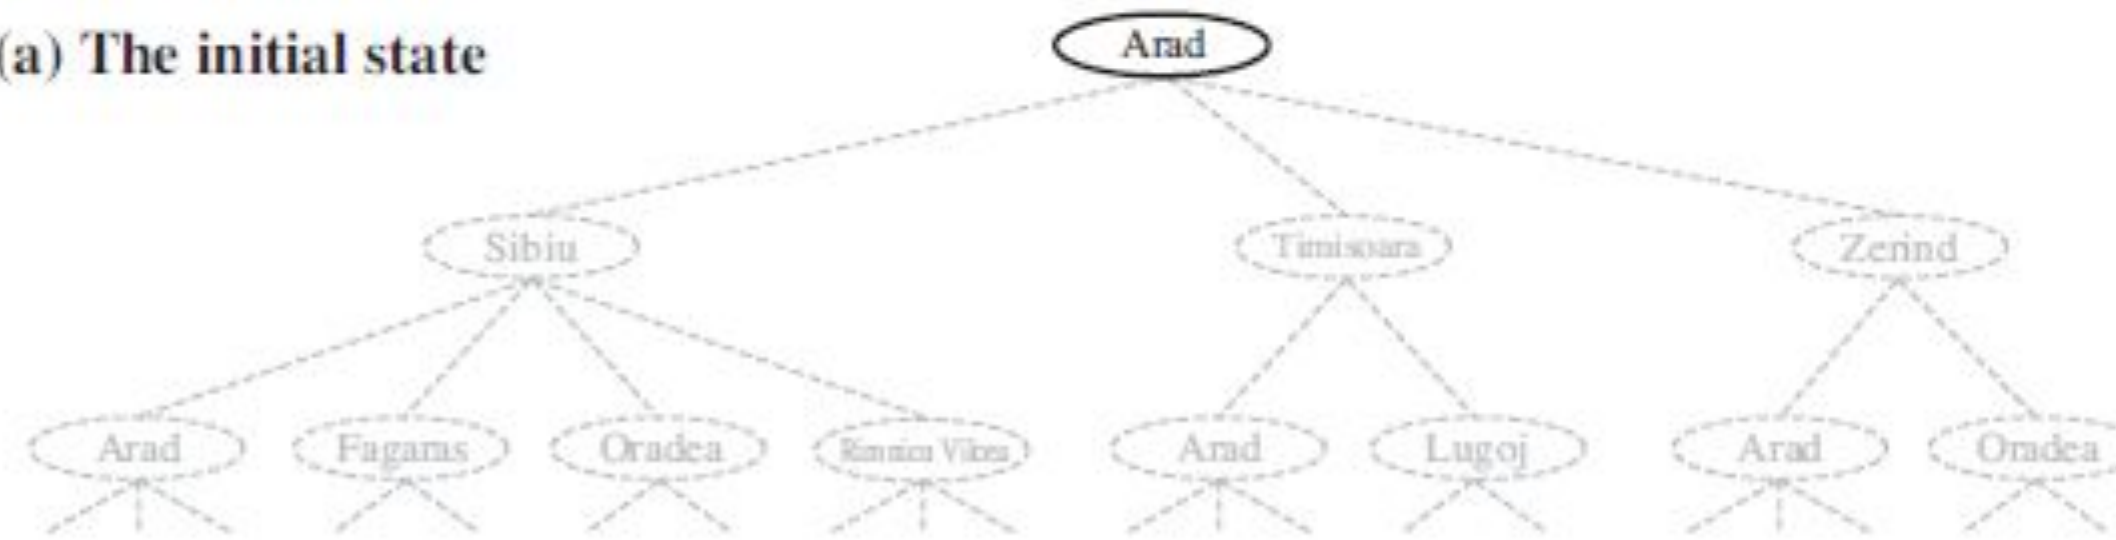 (a) The initial state
Arad
Sibiu
Timisoara
Zerind
Arad
Fagaras
Oradea
Rimnicu Vilcea
Arad
Lugoj
Arad
Oradea